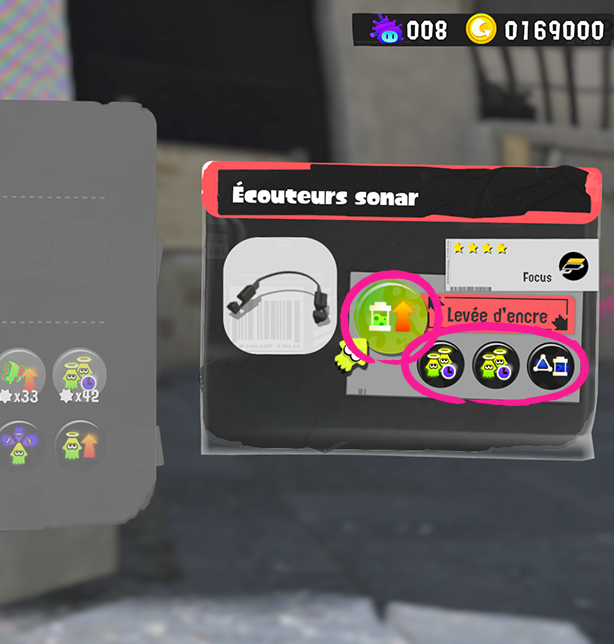 008 0169000
Écouteurs sonar
Focus
Levée d'encre
x33 x42